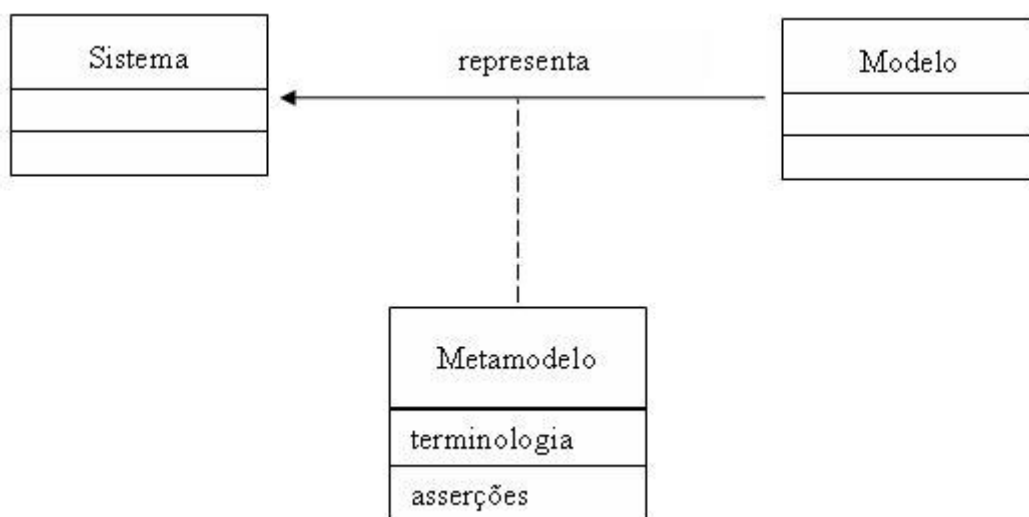 Sistema
representa
Modelo
Metamodelo
terminologia
asserções